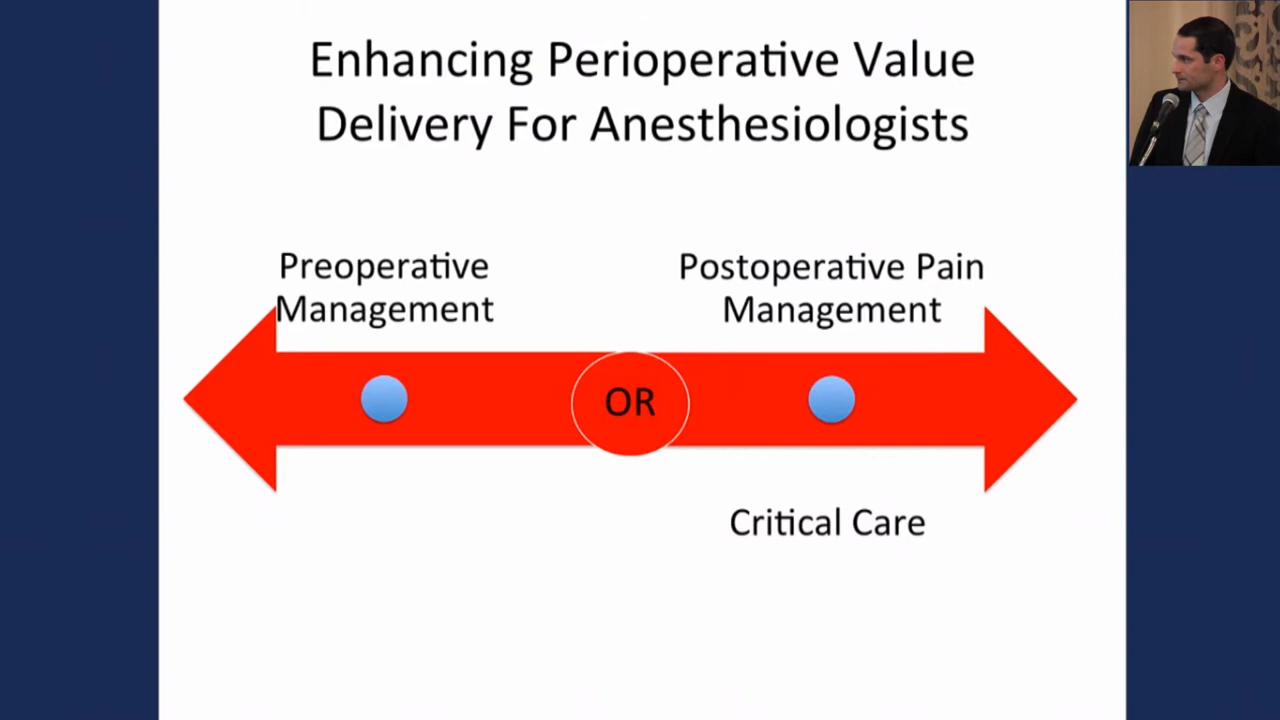 Enhancing Perioperative Value
Delivery For Anesthesiologists
Preoperative
Management
Postoperative Pain
Management
OR
Critical Care